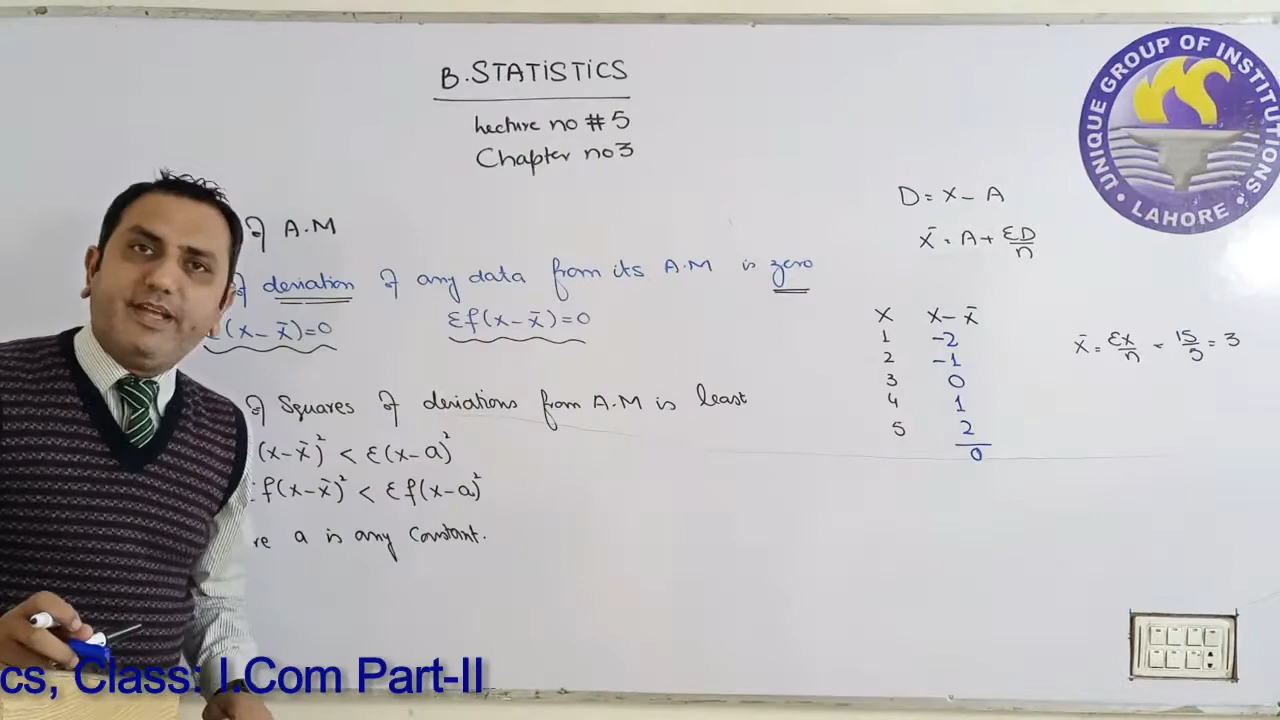 B.STATISTICS
Lecture no #5
Chapter no 3
of A.M
of deviation of any data from its A.M is zero
(x-x̄)=0 Ɛf(x-x̄)=0
of Squares of deviations from A.M is least
(x-x̄)² < Ɛ(x-a)²
Ɛf(x-x̄)² < Ɛf(x-a)²
re a is any Constant.
D = X - A
X̄ = A + ƐD/n
X X-X̄
1 -2
2 -1
3 0
4 1
5 2
0
X̄ = ƐX/n = 15/5 = 3
UNIQUE GROUP OF INSTITUTIONS
• LAHORE •
cs, Class: I.Com Part-II